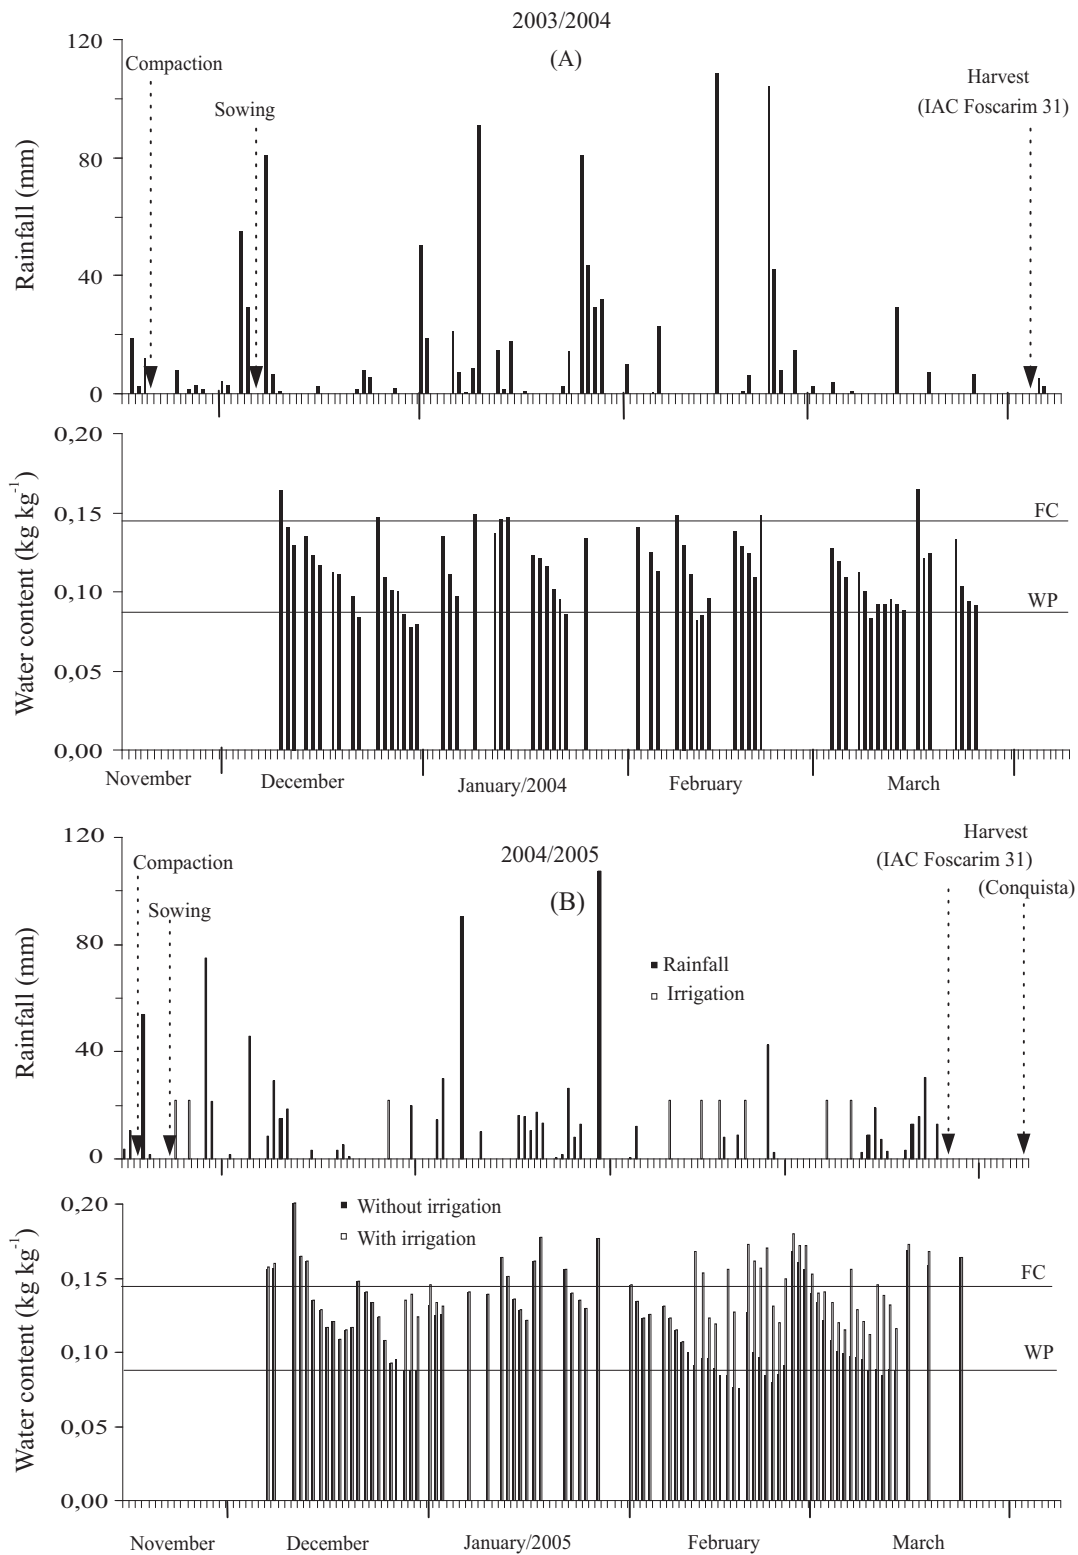 2003/2004
(A)
120
80
40
0
Rainfall (mm)
Compaction
Sowing
Harvest
(IAC Foscarim 31)
0,20
0,15
0,10
0,05
0,00
Water content (kg kg-1)
FC
WP
November December January/2004 February March
120
80
40
0
Rainfall (mm)
2004/2005
(B)
Compaction
Sowing
Harvest
(IAC Foscarim 31)
(Conquista)
Rainfall
Irrigation
0,20
0,15
0,10
0,05
0,00
Water content (kg kg-1)
Without irrigation
With irrigation
FC
WP
November December January/2005 February March